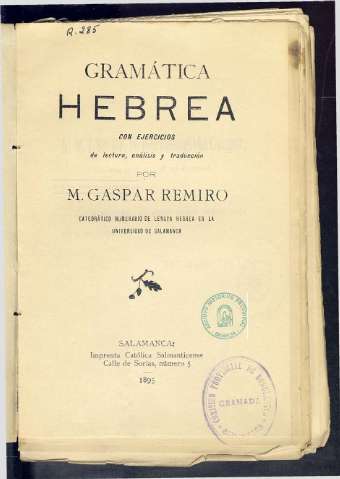 R. 285
GRAMÁTICA
HEBREA
CON EJERCICIOS
de lectura, análisis y traducción
POR
M. GASPAR REMIRO
CATEDRÁTICO NUMERARIO DE LENGUA HEBREA EN LA
UNIVERSIDAD DE SALAMANCA
SALAMANCA:
Imprenta Católica Salmanticense
Calle de Sorias, número 5
1895
GRANADA